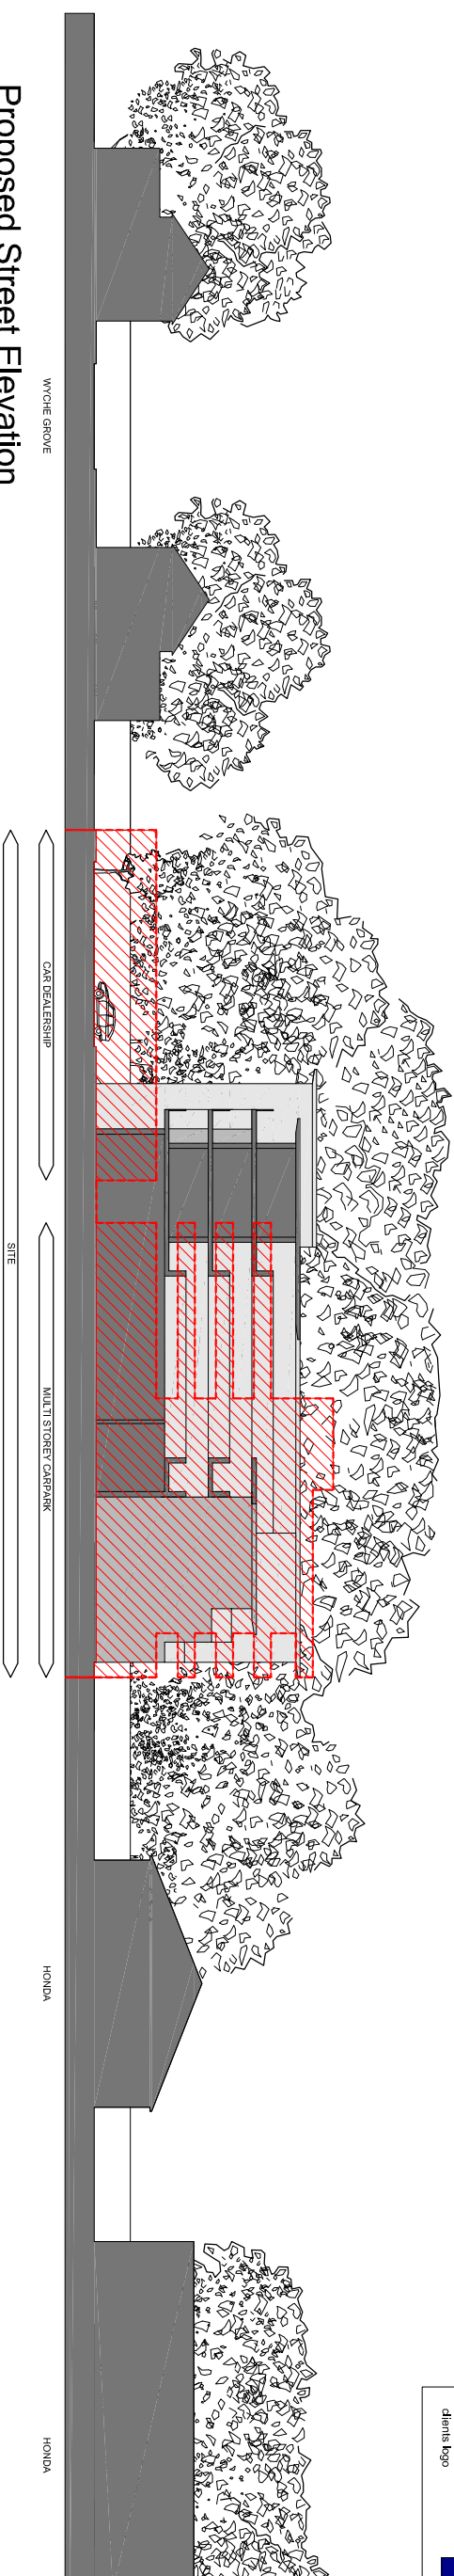 WYCHE GROVE
CAR DEALERSHIP
MULTI STOREY CARPARK
HONDA
HONDA
SITE
Proposed Street Elevation
clients logo